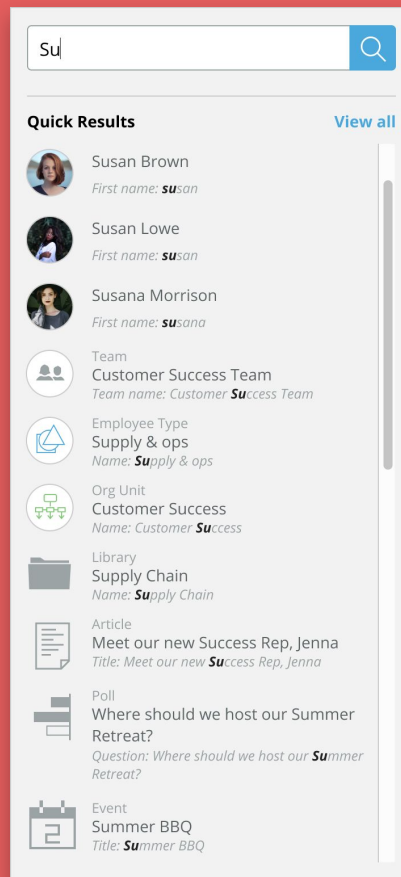 Su
Quick Results
View all
Susan Brown
First name: susan
Susan Lowe
First name: susan
Susana Morrison
First name: susana
Team
Customer Success Team
Team name: Customer Success Team
Employee Type
Supply & ops
Name: Supply & ops
Org Unit
Customer Success
Name: Customer Success
Library
Supply Chain
Name: Supply Chain
Article
Meet our new Success Rep, Jenna
Title: Meet our new Success Rep, Jenna
Poll
Where should we host our Summer
Retreat?
Question: Where should we host our Summer
Retreat?
2
Event
Summer BBQ
Title: Summer BBQ